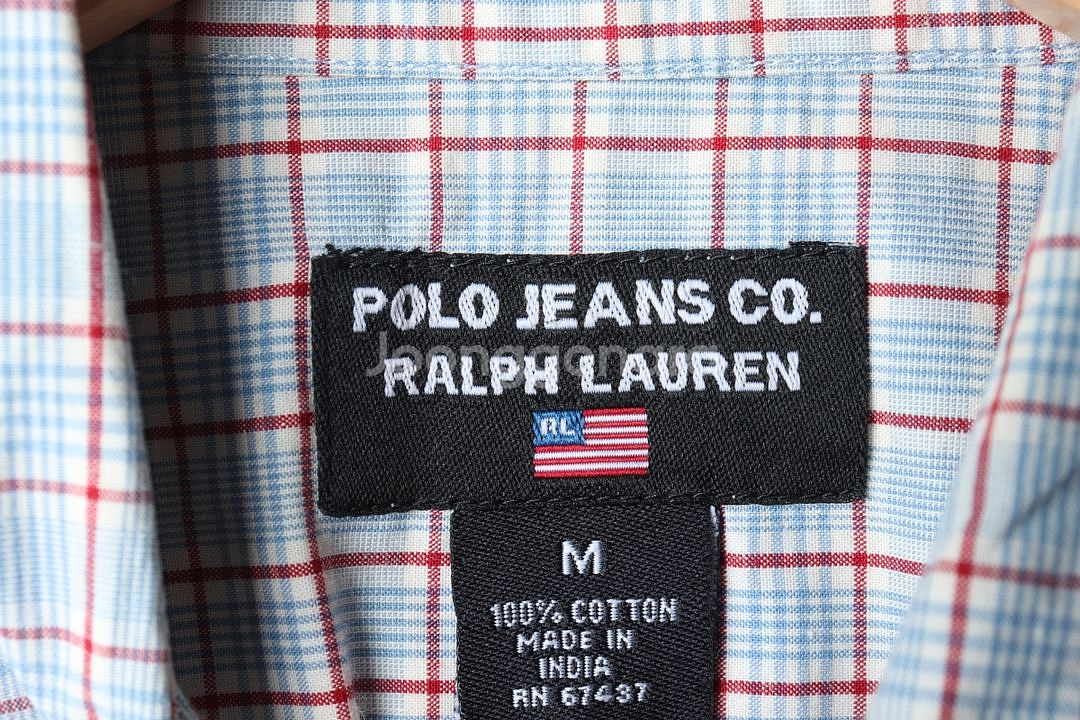 POLO JEANS CO.
RALPH LAUREN
RL
M
100% COTTON
MADE IN
INDIA
RN 67437